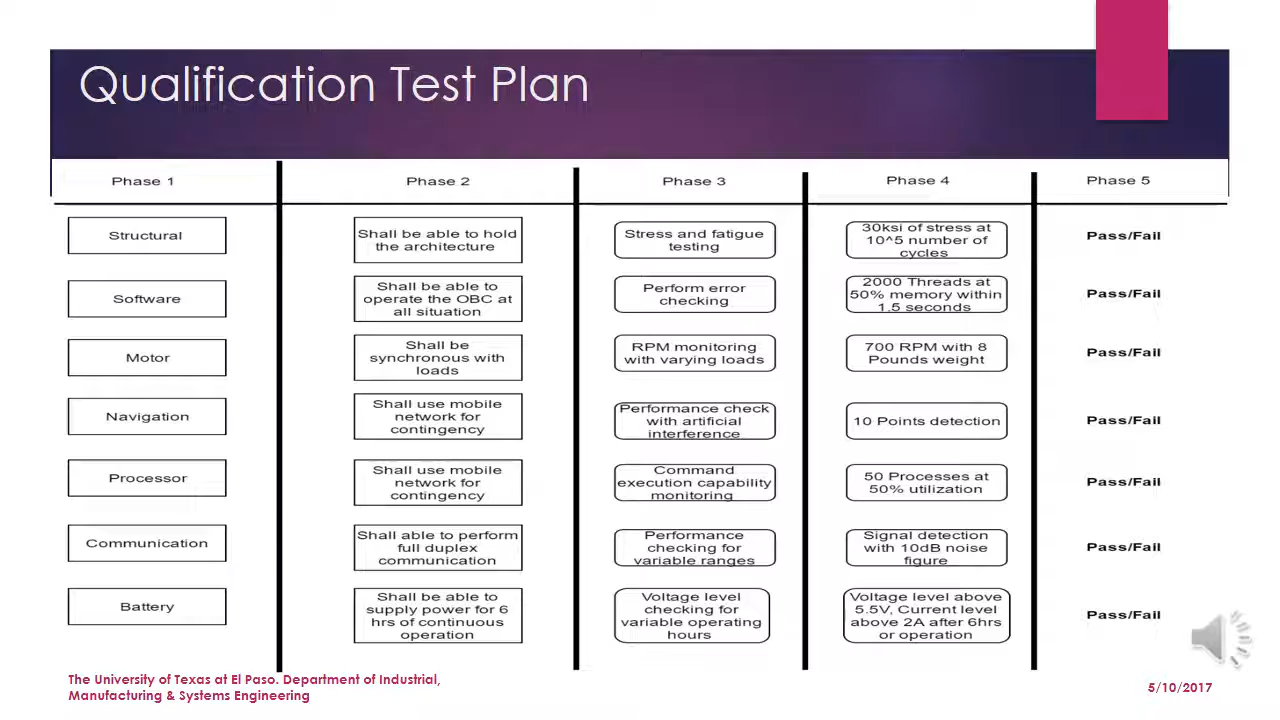 Qualification Test Plan
Phase 1
Phase 2
Phase 3
Phase 4
Phase 5
Structural
Shall be able to hold
the architecture
Stress and fatigue
testing
30ksi of stress at
10^5 number of
cycles
Pass/Fail
Software
Shall be able to
operate the OBC at
all situation
Perform error
checking
2000 Threads at
50% memory within
1.5 seconds
Pass/Fail
Motor
Shall be
synchronous with
loads
RPM monitoring
with varying loads
700 RPM with 8
Pounds weight
Pass/Fail
Navigation
Shall use mobile
network for
contingency
Performance check
with artificial
interference
10 Points detection
Pass/Fail
Processor
Shall use mobile
network for
contingency
Command
execution capability
monitoring
50 Processes at
50% utilization
Pass/Fail
Communication
Shall able to perform
full duplex
communication
Performance
checking for
variable ranges
Signal detection
with 10dB noise
figure
Pass/Fail
Battery
Shall be able to
supply power for 6
hrs of continuous
operation
Voltage level
checking for
variable operating
hours
Voltage level above
5.5V, Current level
above 2A after 6hrs
or operation
Pass/Fail
The University of Texas at El Paso. Department of Industrial,
Manufacturing & Systems Engineering
5/10/2017